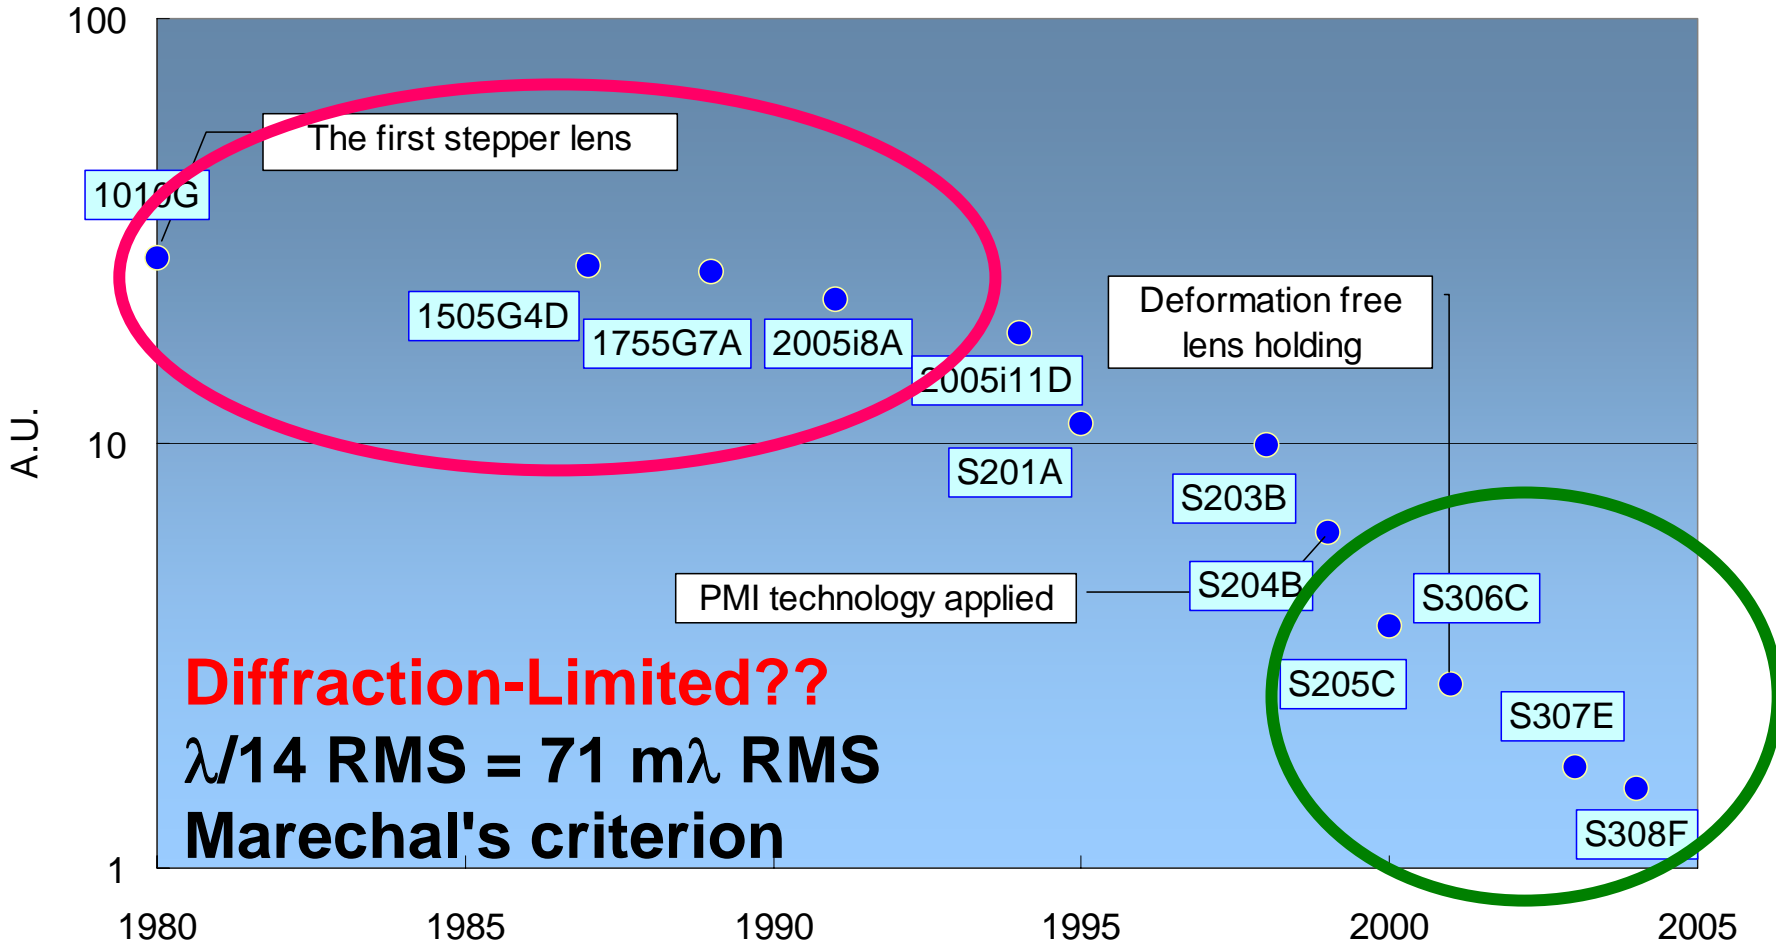 100
The first stepper lens
1010G
Deformation free
lens holding
1505G4D
1755G7A
2005i8A
2005i11D
A.U.
10
S201A
S203B
PMI technology applied
S204B
S306C
Diffraction-Limited??
S205C
λ/14 RMS = 71 mλ RMS
S307E
Marechal's criterion
S308F
1
1980
1985
1990
1995
2000
2005